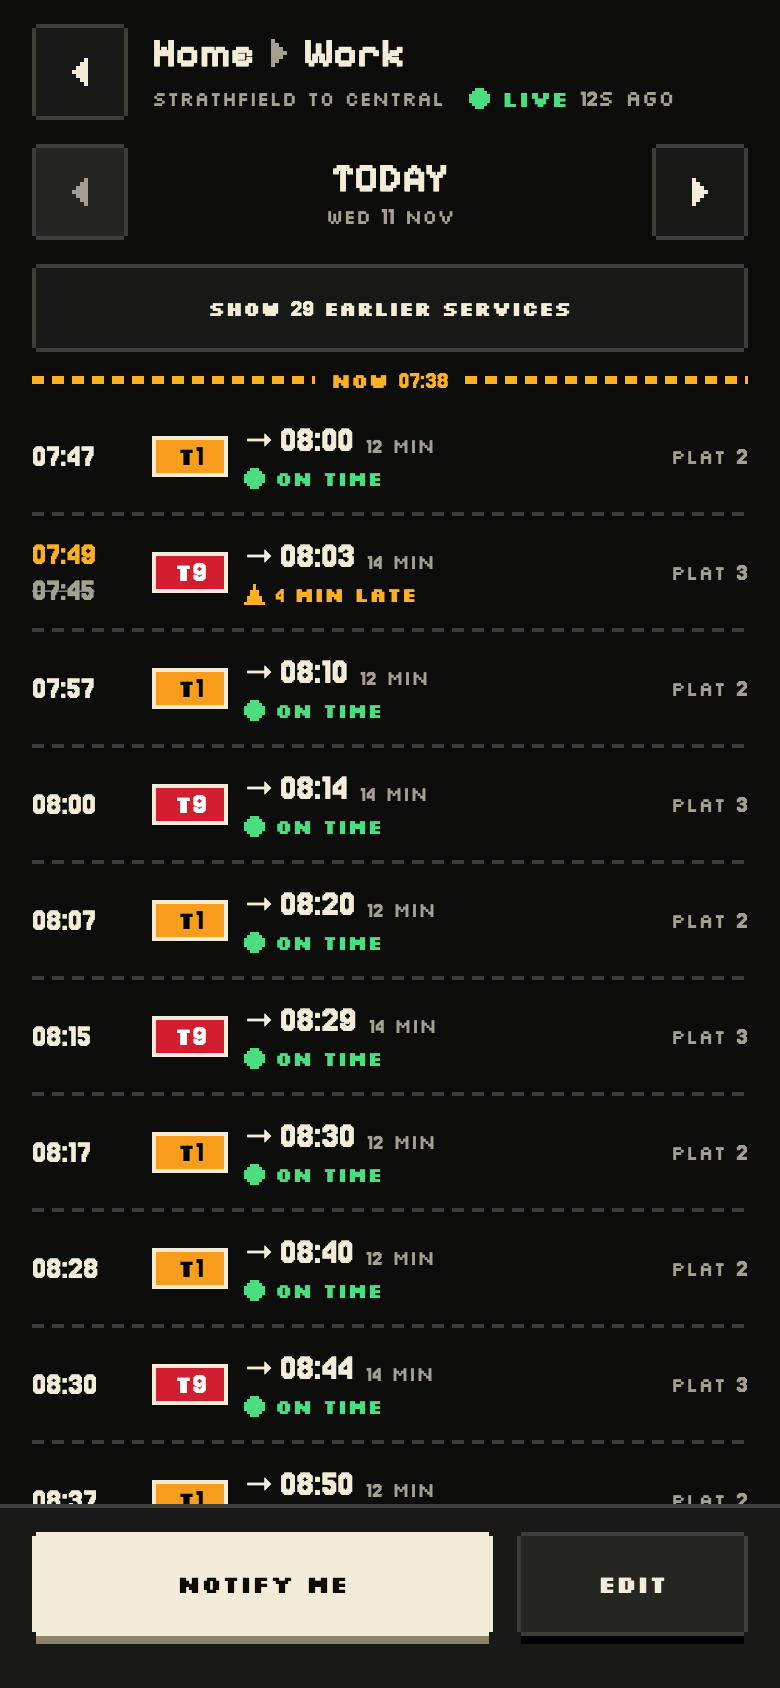 Home Work
STRATHFIELD TO CENTRAL LIVE 12S AGO
TODAY
WED 11 NOV
SHOW 29 EARLIER SERVICES
NOW 07:38
07:47 T1 → 08:00 12 MIN PLAT 2
ON TIME
07:49 07:45 T9 → 08:03 14 MIN PLAT 3
4 MIN LATE
07:57 T1 → 08:10 12 MIN PLAT 2
ON TIME
08:00 T9 → 08:14 14 MIN PLAT 3
ON TIME
08:07 T1 → 08:20 12 MIN PLAT 2
ON TIME
08:15 T9 → 08:29 14 MIN PLAT 3
ON TIME
08:17 T1 → 08:30 12 MIN PLAT 2
ON TIME
08:28 T1 → 08:40 12 MIN PLAT 2
ON TIME
08:30 T9 → 08:44 14 MIN PLAT 3
ON TIME
08:37 T1 → 08:50 12 MIN PLAT 2
NOTIFY ME EDIT